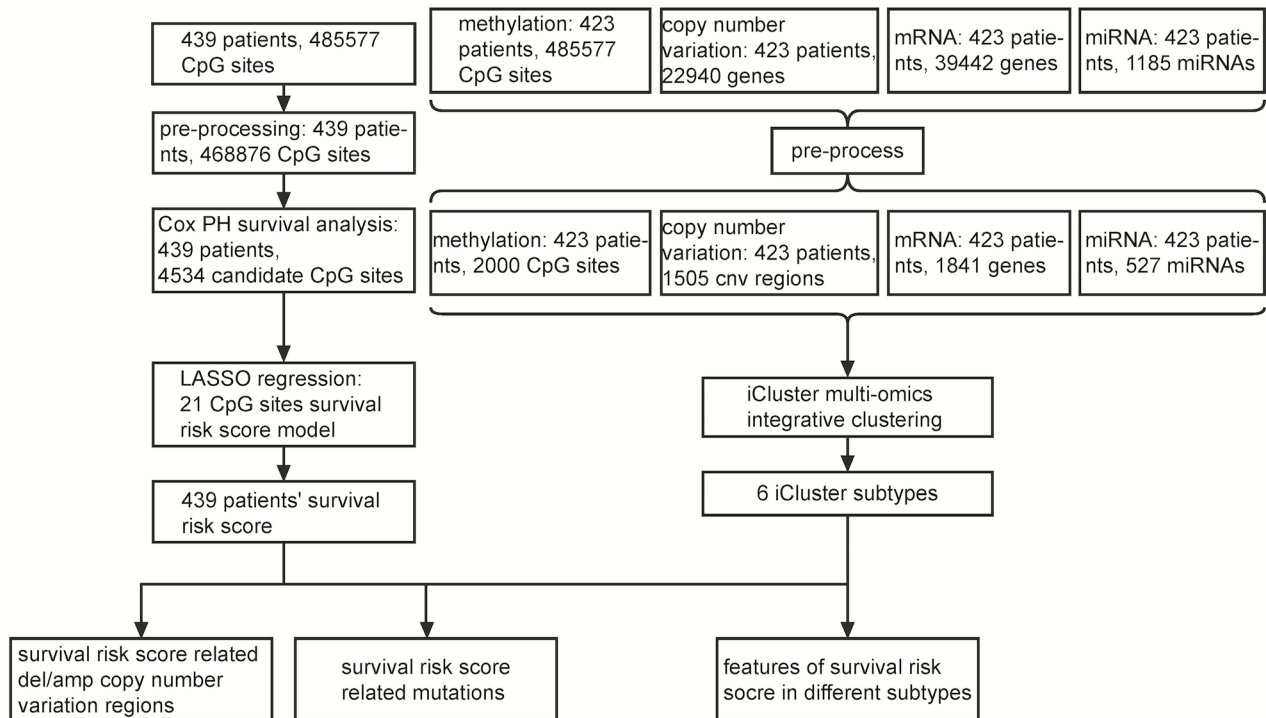 439 patients, 485577
CpG sites
pre-processing: 439 patie-
nts, 468876 CpG sites
Cox PH survival analysis:
439 patients,
4534 candidate CpG sites
LASSO regression:
21 CpG sites survival
risk score model
439 patients' survival
risk score
methylation: 423
patients, 485577
CpG sites
copy number
variation: 423 patients,
22940 genes
mRNA: 423 patie-
nts, 39442 genes
miRNA: 423 patie-
nts, 1185 miRNAs
pre-process
methylation: 423 patie-
nts, 2000 CpG sites
copy number
variation: 423 patients,
1505 cnv regions
mRNA: 423 patie-
nts, 1841 genes
miRNA: 423 patie-
nts, 527 miRNAs
iCluster multi-omics
integrative clustering
6 iCluster subtypes
survival risk score related
del/amp copy number
variation regions
survival risk score
related mutations
features of survival risk
socre in different subtypes